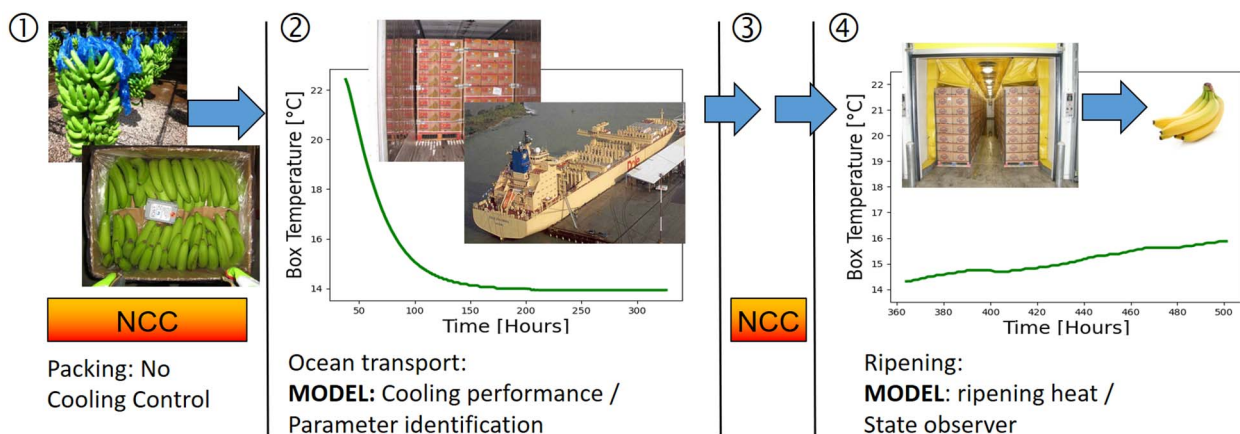 ①
NCC
Packing: No
Cooling Control
②
Box Temperature [°C]
22
20
18
16
14
50
100
150
200
250
300
Time [Hours]
Ocean transport:
MODEL: Cooling performance /
Parameter identification
③
NCC
④
Box Temperature [°C]
22
21
20
19
18
16
15
14
360
380
400
420
440
460
480
500
Time [Hours]
Ripening:
MODEL: ripening heat /
State observer